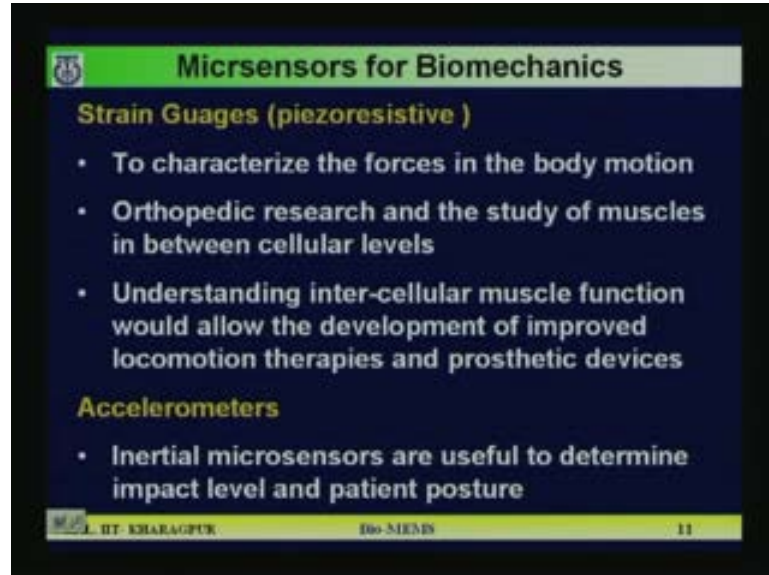 Micrsensors for Biomechanics
Strain Guages (piezoresistive )
• To characterize the forces in the body motion
• Orthopedic research and the study of muscles
in between cellular levels
• Understanding inter-cellular muscle function
would allow the development of improved
locomotion therapies and prosthetic devices
Accelerometers
• Inertial microsensors are useful to determine
impact level and patient posture
IIT- KHARAGPUR Bio-MEMS 11